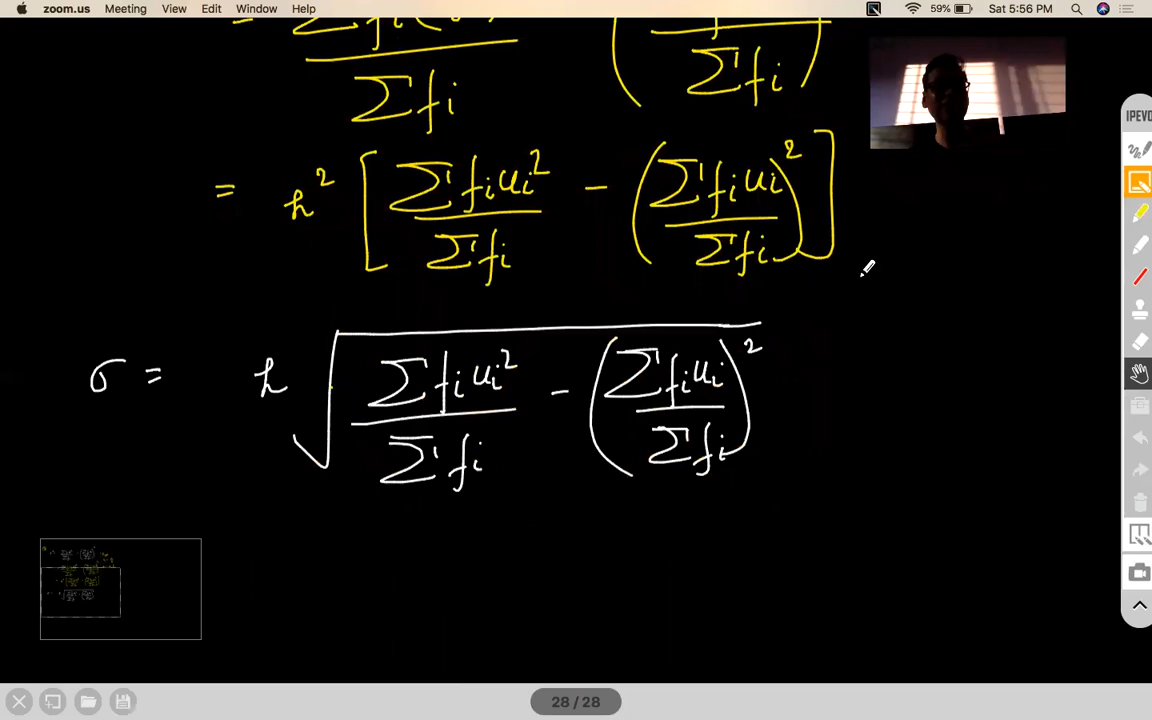 zoom.us Meeting View Edit Window Help 59% Sat 5:56 PM
IPEVO
Σfi (Σfi)
= h² [ Σfiui² / Σfi − (Σfiui / Σfi)² ]
σ = h √( Σfiui² / Σfi − (Σfiui / Σfi)² )
28 / 28